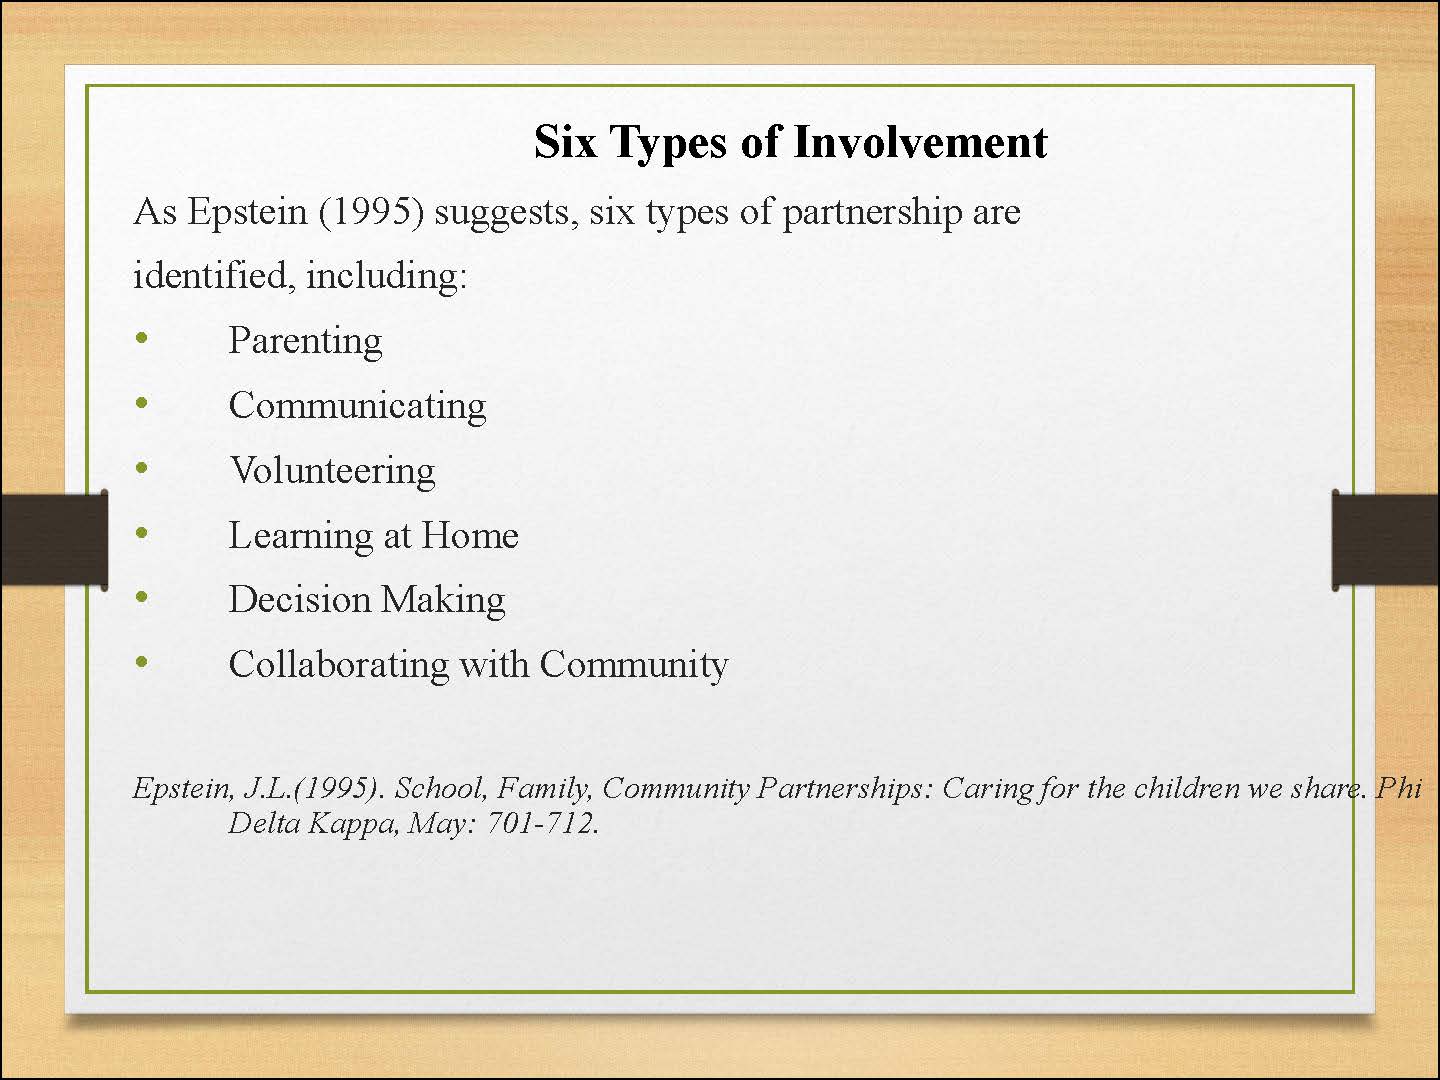 Six Types of Involvement
As Epstein (1995) suggests, six types of partnership are
identified, including:
• Parenting
• Communicating
• Volunteering
• Learning at Home
• Decision Making
• Collaborating with Community
Epstein, J.L.(1995). School, Family, Community Partnerships: Caring for the children we share. Phi
Delta Kappa, May: 701-712.